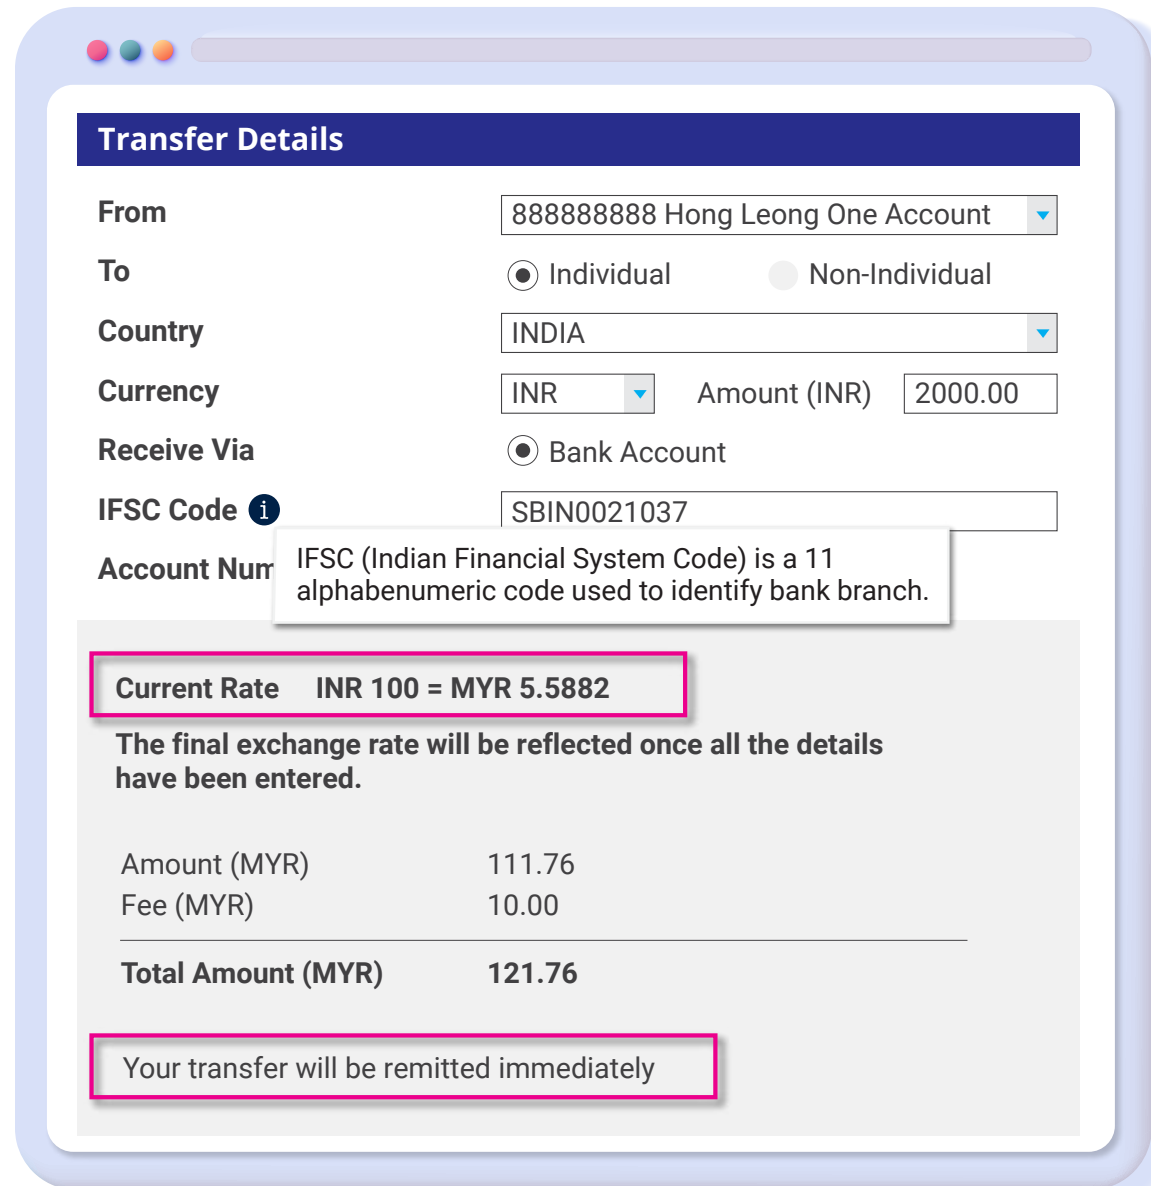 Transfer Details
From 888888888 Hong Leong One Account
To Individual Non-Individual
Country INDIA
Currency INR Amount (INR) 2000.00
Receive Via Bank Account
IFSC Code i SBIN0021037
IFSC (Indian Financial System Code) is a 11
Account Num
alphabenumeric code used to identify bank branch.
Current Rate INR 100 = MYR 5.5882
The final exchange rate will be reflected once all the details
have been entered.
Amount (MYR) 111.76
Fee (MYR) 10.00
Total Amount (MYR) 121.76
Your transfer will be remitted immediately